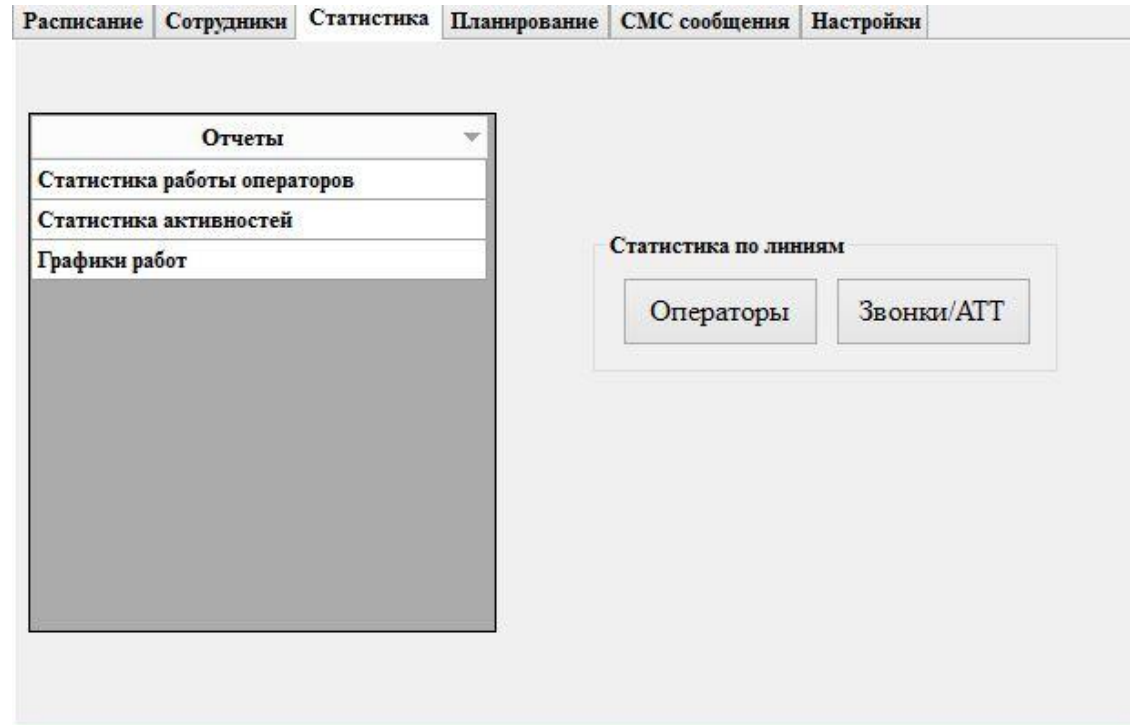 Расписание Сотрудники Статистика Планирование СМС сообщения Настройки
Отчеты
Статистика работы операторов
Статистика активностей
Графики работ
Статистика по линиям
Операторы Звонки/АТТ